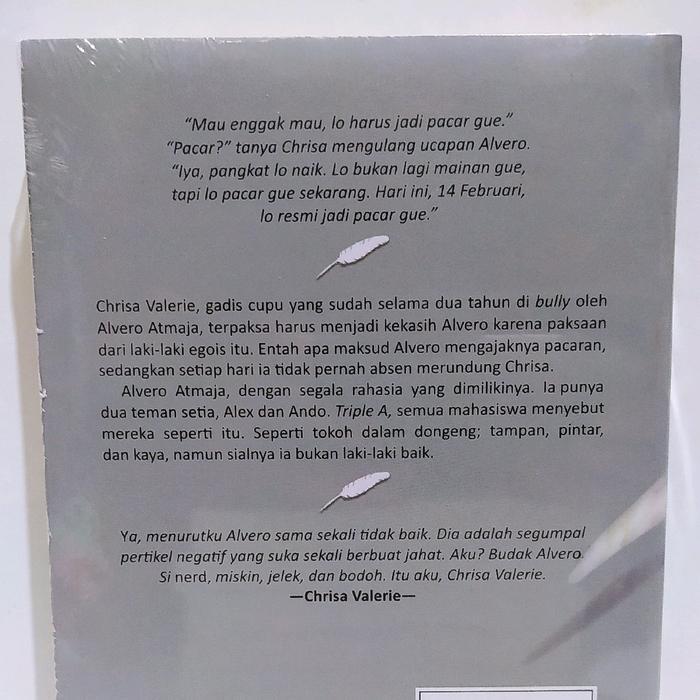 “Mau enggak mau, lo harus jadi pacar gue.”
“Pacar?” tanya Chrisa mengulang ucapan Alvero.
“Iya, pangkat lo naik. Lo bukan lagi mainan gue,
tapi lo pacar gue sekarang. Hari ini, 14 Februari,
lo resmi jadi pacar gue.”
Chrisa Valerie, gadis cupu yang sudah selama dua tahun di bully oleh
Alvero Atmaja, terpaksa harus menjadi kekasih Alvero karena paksaan
dari laki-laki egois itu. Entah apa maksud Alvero mengajaknya pacaran,
sedangkan setiap hari ia tidak pernah absen merundung Chrisa.
Alvero Atmaja, dengan segala rahasia yang dimilikinya. Ia punya
dua teman setia, Alex dan Ando. Triple A, semua mahasiswa menyebut
mereka seperti itu. Seperti tokoh dalam dongeng; tampan, pintar,
dan kaya, namun sialnya ia bukan laki-laki baik.
Ya, menurutku Alvero sama sekali tidak baik. Dia adalah segumpal
pertikel negatif yang suka sekali berbuat jahat. Aku? Budak Alvero.
Si nerd, miskin, jelek, dan bodoh. Itu aku, Chrisa Valerie.
—Chrisa Valerie—